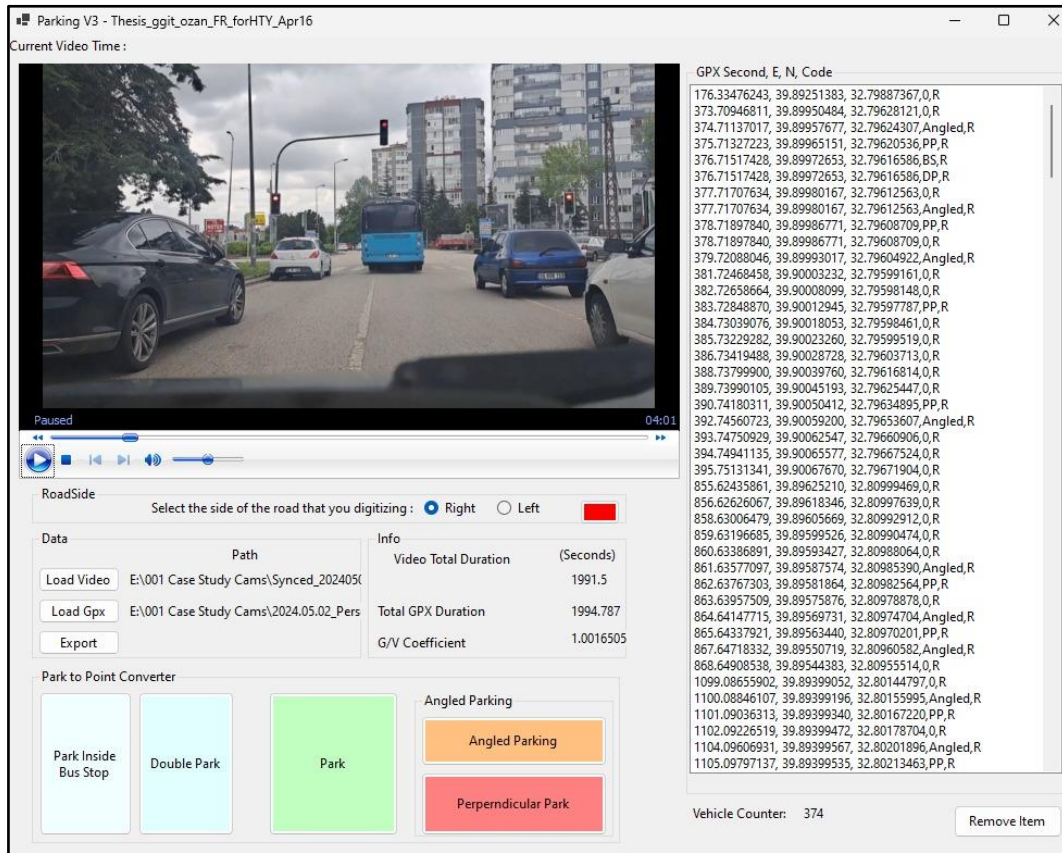 Parking V3 - Thesis_ggit_ozan_FR_forHTY_Apr16
Current Video Time :
Paused
04:01
RoadSide
Select the side of the road that you digitizing :
Right
Left
Data
Path
Load Video
E:\001 Case Study Cams\Synced_202405(
Load Gpx
E:\001 Case Study Cams\2024.05.02_Pers
Export
Info
Video Total Duration
(Seconds)
1991.5
Total GPX Duration
1994.787
G/V Coefficient
1.0016505
Park to Point Converter
Park Inside
Bus Stop
Double Park
Park
Angled Parking
Angled Parking
Perperndicular Park
GPX Second, E, N, Code
176.33476243, 39.89251383, 32.79887367,0,R
373.70946811, 39.89950484, 32.79628121,0,R
374.71137017, 39.89957677, 32.79624307,Angled,R
375.71327223, 39.89965151, 32.79620536,PP,R
376.71517428, 39.89972653, 32.79616586,BS,R
376.71517428, 39.89972653, 32.79616586,DP,R
377.71707634, 39.89980167, 32.79612563,0,R
377.71707634, 39.89980167, 32.79612563,Angled,R
378.71897840, 39.89986771, 32.79608709,PP,R
378.71897840, 39.89986771, 32.79608709,0,R
379.72088046, 39.89993017, 32.79604922,Angled,R
381.72468458, 39.90003232, 32.79599161,0,R
382.72658664, 39.90008099, 32.79598148,0,R
383.72848870, 39.90012945, 32.79597787,PP,R
384.73039076, 39.90018053, 32.79598461,0,R
385.73229282, 39.90023260, 32.79599519,0,R
386.73419488, 39.90028728, 32.79603713,0,R
388.73799900, 39.90039760, 32.79616814,0,R
389.73990105, 39.90045193, 32.79625447,0,R
390.74180311, 39.90050412, 32.79634895,PP,R
392.74560723, 39.90059200, 32.79653607,Angled,R
393.74750929, 39.90062547, 32.79660906,0,R
394.74941135, 39.90065577, 32.79667524,0,R
395.75131341, 39.90067670, 32.79671904,0,R
855.62435861, 39.89625210, 32.80999469,0,R
856.62626067, 39.89618346, 32.80997639,0,R
858.63006479, 39.89605669, 32.80992912,0,R
859.63196685, 39.89599526, 32.80990474,0,R
860.63386891, 39.89593427, 32.80988064,0,R
861.63577097, 39.89587574, 32.80985390,Angled,R
862.63767303, 39.89581864, 32.80982564,PP,R
863.63957509, 39.89575876, 32.80978878,0,R
864.64147715, 39.89569731, 32.80974704,Angled,R
865.64337921, 39.89563440, 32.80970201,PP,R
867.64718332, 39.89550719, 32.80960582,Angled,R
868.64908538, 39.89544383, 32.80955514,0,R
1099.08655902, 39.89399052, 32.80144797,0,R
1100.08846107, 39.89399196, 32.80155995,Angled,R
1101.09036313, 39.89399340, 32.80167220,PP,R
1102.09226519, 39.89399472, 32.80178704,0,R
1104.09606931, 39.89399567, 32.80201896,Angled,R
1105.09797137, 39.89399535, 32.80213463,PP,R
Vehicle Counter: 374
Remove Item